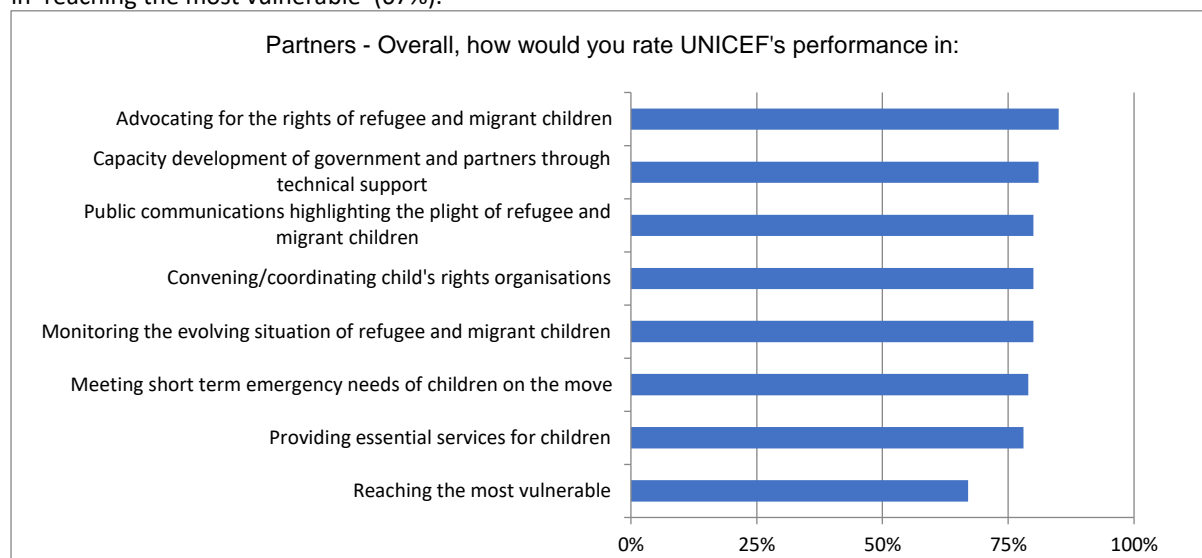 in 'reaching the most vulnerable' (67%).
Partners - Overall, how would you rate UNICEF's performance in:
Advocating for the rights of refugee and migrant children
Capacity development of government and partners through
technical support
Public communications highlighting the plight of refugee and
migrant children
Convening/coordinating child's rights organisations
Monitoring the evolving situation of refugee and migrant children
Meeting short term emergency needs of children on the move
Providing essential services for children
Reaching the most vulnerable
0% 25% 50% 75% 100%